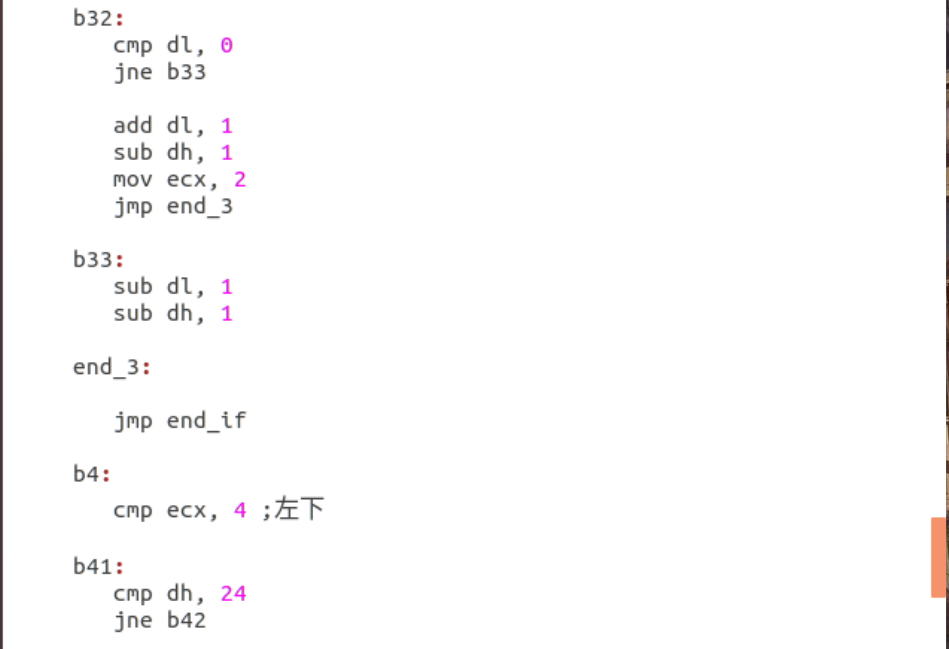 b32:
cmp dl, 0
jne b33
add dl, 1
sub dh, 1
mov ecx, 2
jmp end_3
b33:
sub dl, 1
sub dh, 1
end_3:
jmp end_if
b4:
cmp ecx, 4 ;左下
b41:
cmp dh, 24
jne b42